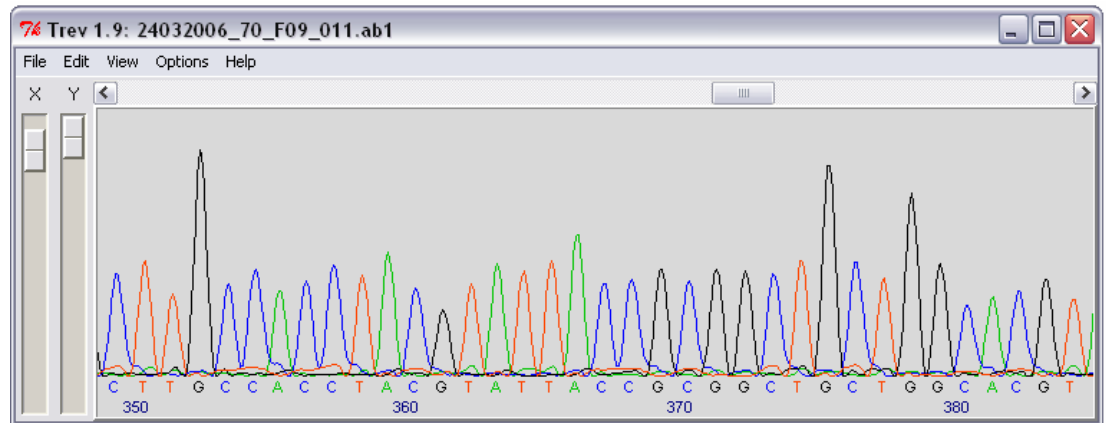 Trev 1.9: 24032006_70_F09_011.ab1
File Edit View Options Help
X Y
C T T G C C A C C T A C G T A T T A C C G C G G C T G C T G G C A C G T
350 360 370 380